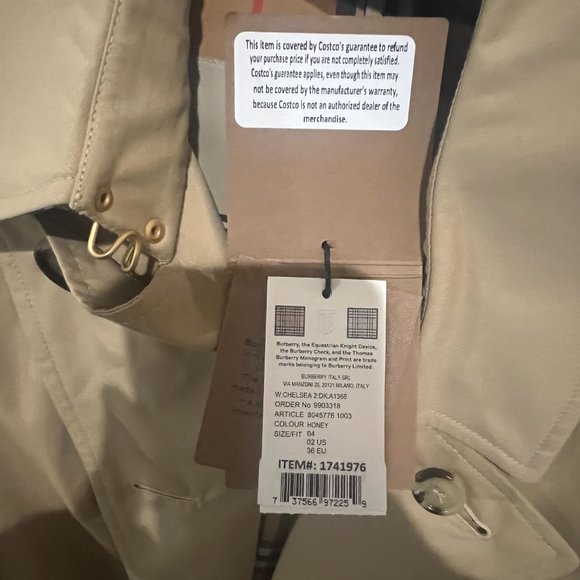 This item is covered by Costco's guarantee to refund
your purchase price if you are not completely satisfied.
Costco's guarantee applies, even though this item may
not be covered by the manufacturer's warranty,
because Costco is not an authorized dealer of the
merchandise.
Burberry, the Equestrian Knight Device,
the Burberry Check, and the Thomas
Burberry Monogram and Print are trade
marks belonging to Burberry Limited.
BURBERRY ITALY SRL
VIA MANZONI 20, 20121 MILANO, ITALY
W:CHELSEA 2:DK:A1366
ORDER No 9903318
ARTICLE 8045776 1003
COLOUR HONEY
SIZE/FIT 04
02 US
36 EU
ITEM#: 1741976
7 37566 97225 9